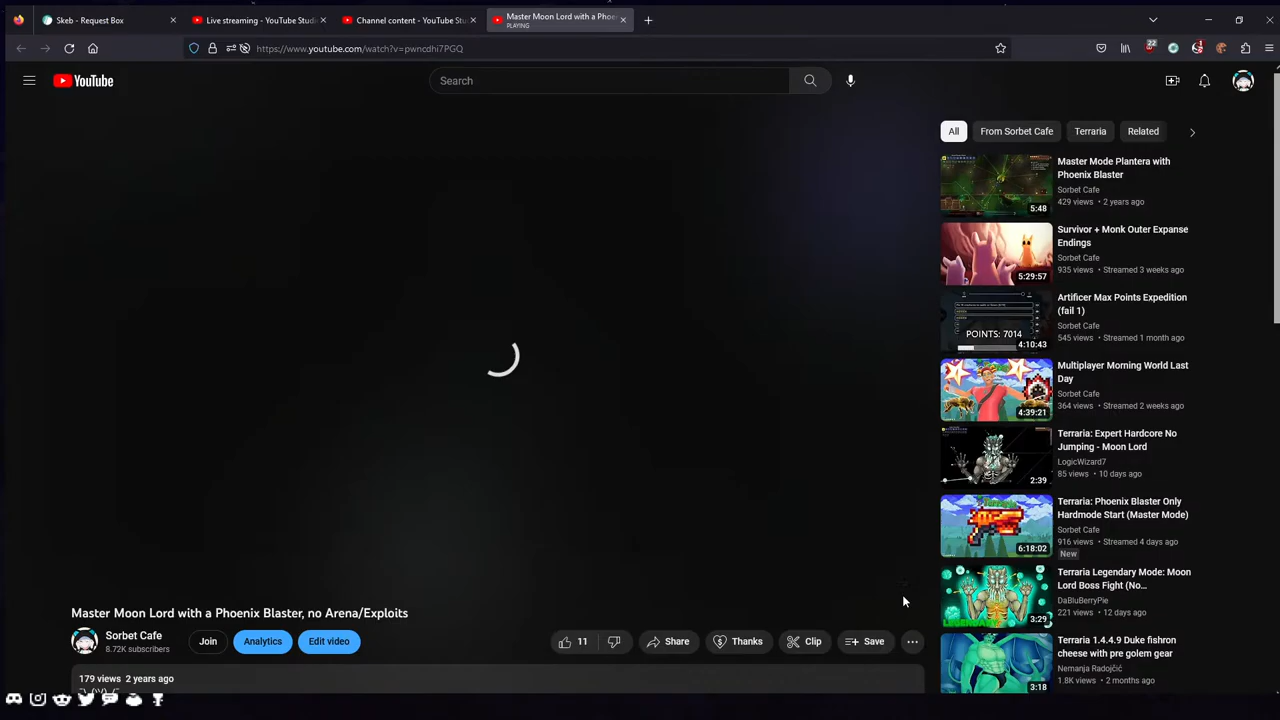 Skeb - Request Box
Live streaming - YouTube Studi
Channel content - YouTube Stu
Master Moon Lord with a Phoe
PLAYING
https://www.youtube.com/watch?v=pwncdhi7PGQ
22
1
YouTube
Search
All
From Sorbet Cafe
Terraria
Related
Master Mode Plantera with
Phoenix Blaster
Sorbet Cafe
429 views • 2 years ago
5:48
Survivor + Monk Outer Expanse
Endings
Sorbet Cafe
935 views • Streamed 3 weeks ago
5:29:57
Artificer Max Points Expedition
(fail 1)
Sorbet Cafe
545 views • Streamed 1 month ago
POINTS: 7014
4:10:43
Multiplayer Morning World Last
Day
Sorbet Cafe
364 views • Streamed 2 weeks ago
4:39:21
Terraria: Expert Hardcore No
Jumping - Moon Lord
LogicWizard7
85 views • 10 days ago
2:39
Terraria: Phoenix Blaster Only
Hardmode Start (Master Mode)
Sorbet Cafe
916 views • Streamed 4 days ago
New
6:18:02
Terraria Legendary Mode: Moon
Lord Boss Fight (No...
DaBluBerryPie
221 views • 12 days ago
3:29
Terraria 1.4.4.9 Duke fishron
cheese with pre golem gear
Nemanja Radojčić
1.8K views • 2 months ago
3:18
Master Moon Lord with a Phoenix Blaster, no Arena/Exploits
Sorbet Cafe
8.72K subscribers
Join
Analytics
Edit video
11
Share
Thanks
Clip
Save
179 views 2 years ago